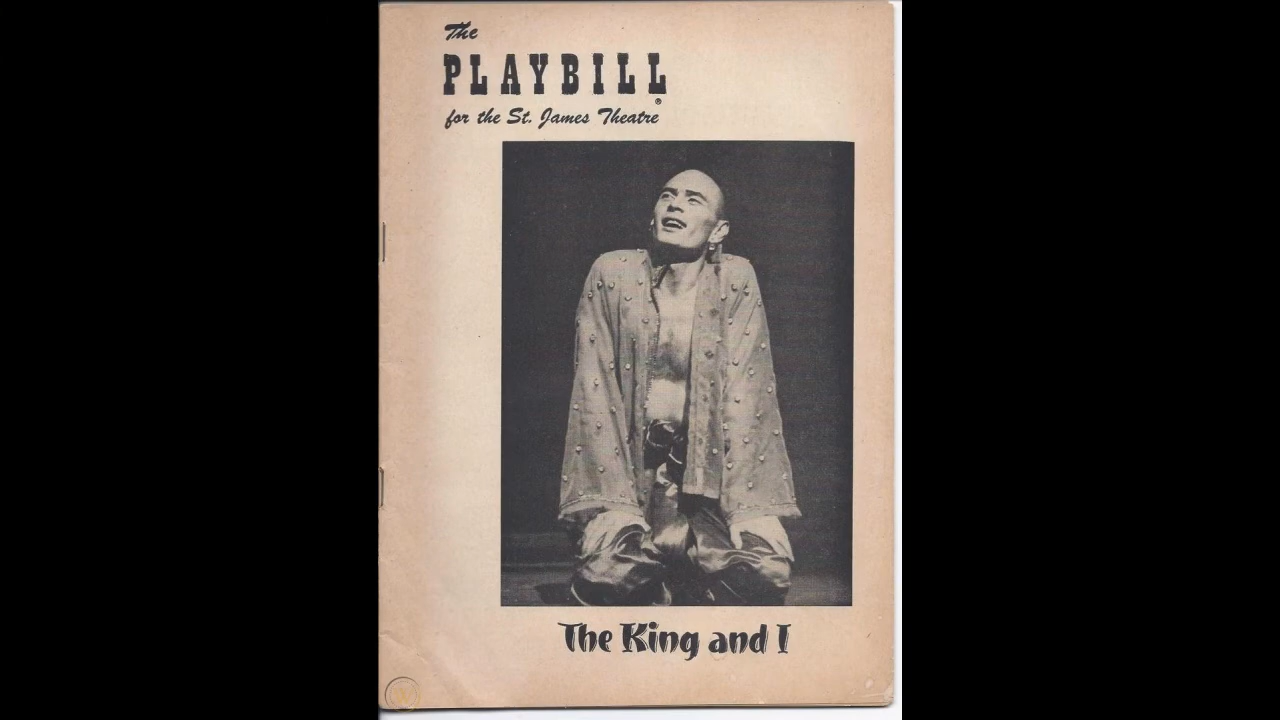 The
PLAYBILL
®
for the St. James Theatre
The King and I